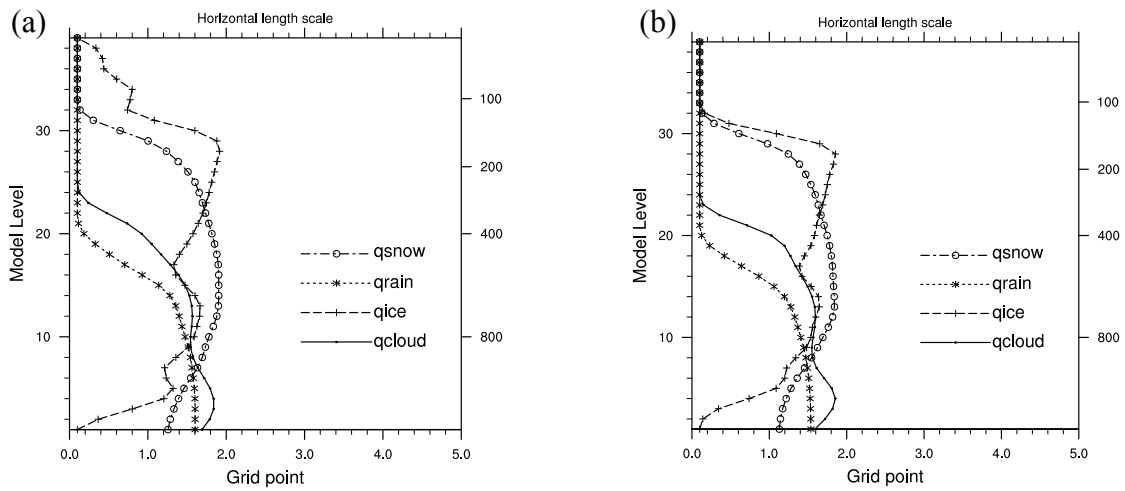 (a)
Horizontal length scale
Model Level
30
20
10
100
200
400
800
qsnow
qrain
qice
qcloud
0.0 1.0 2.0 3.0 4.0 5.0
Grid point
(b)
Horizontal length scale
Model Level
30
20
10
100
200
400
800
qsnow
qrain
qice
qcloud
0.0 1.0 2.0 3.0 4.0 5.0
Grid point